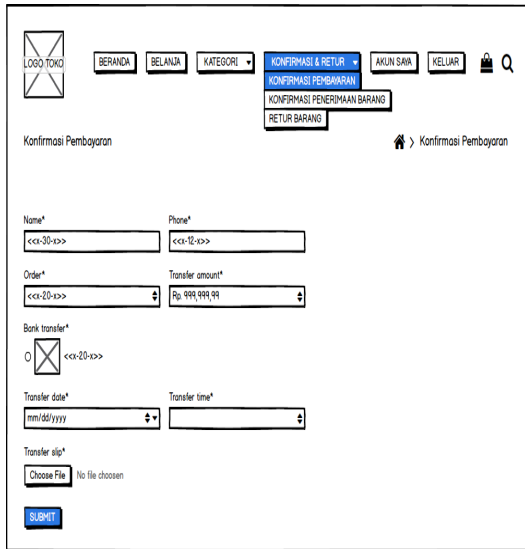 LOGO TOKO
BERANDA BELANJA KATEGORI KONFIRMASI & RETUR AKUN SAYA KELUAR
KONFIRMASI PEMBAYARAN
KONFIRMASI PENERIMAAN BARANG
RETUR BARANG
Konfirmasi Pembayaran > Konfirmasi Pembayaran
Name* Phone*
<<x-30-x>> <<x-12-x>>
Order* Transfer amount*
<<x-20-x>> Rp. 999,999,99
Bank transfer*
<<x-20-x>>
Transfer date* Transfer time*
mm/dd/yyyy
Transfer slip*
Choose File No file choosen
SUBMIT